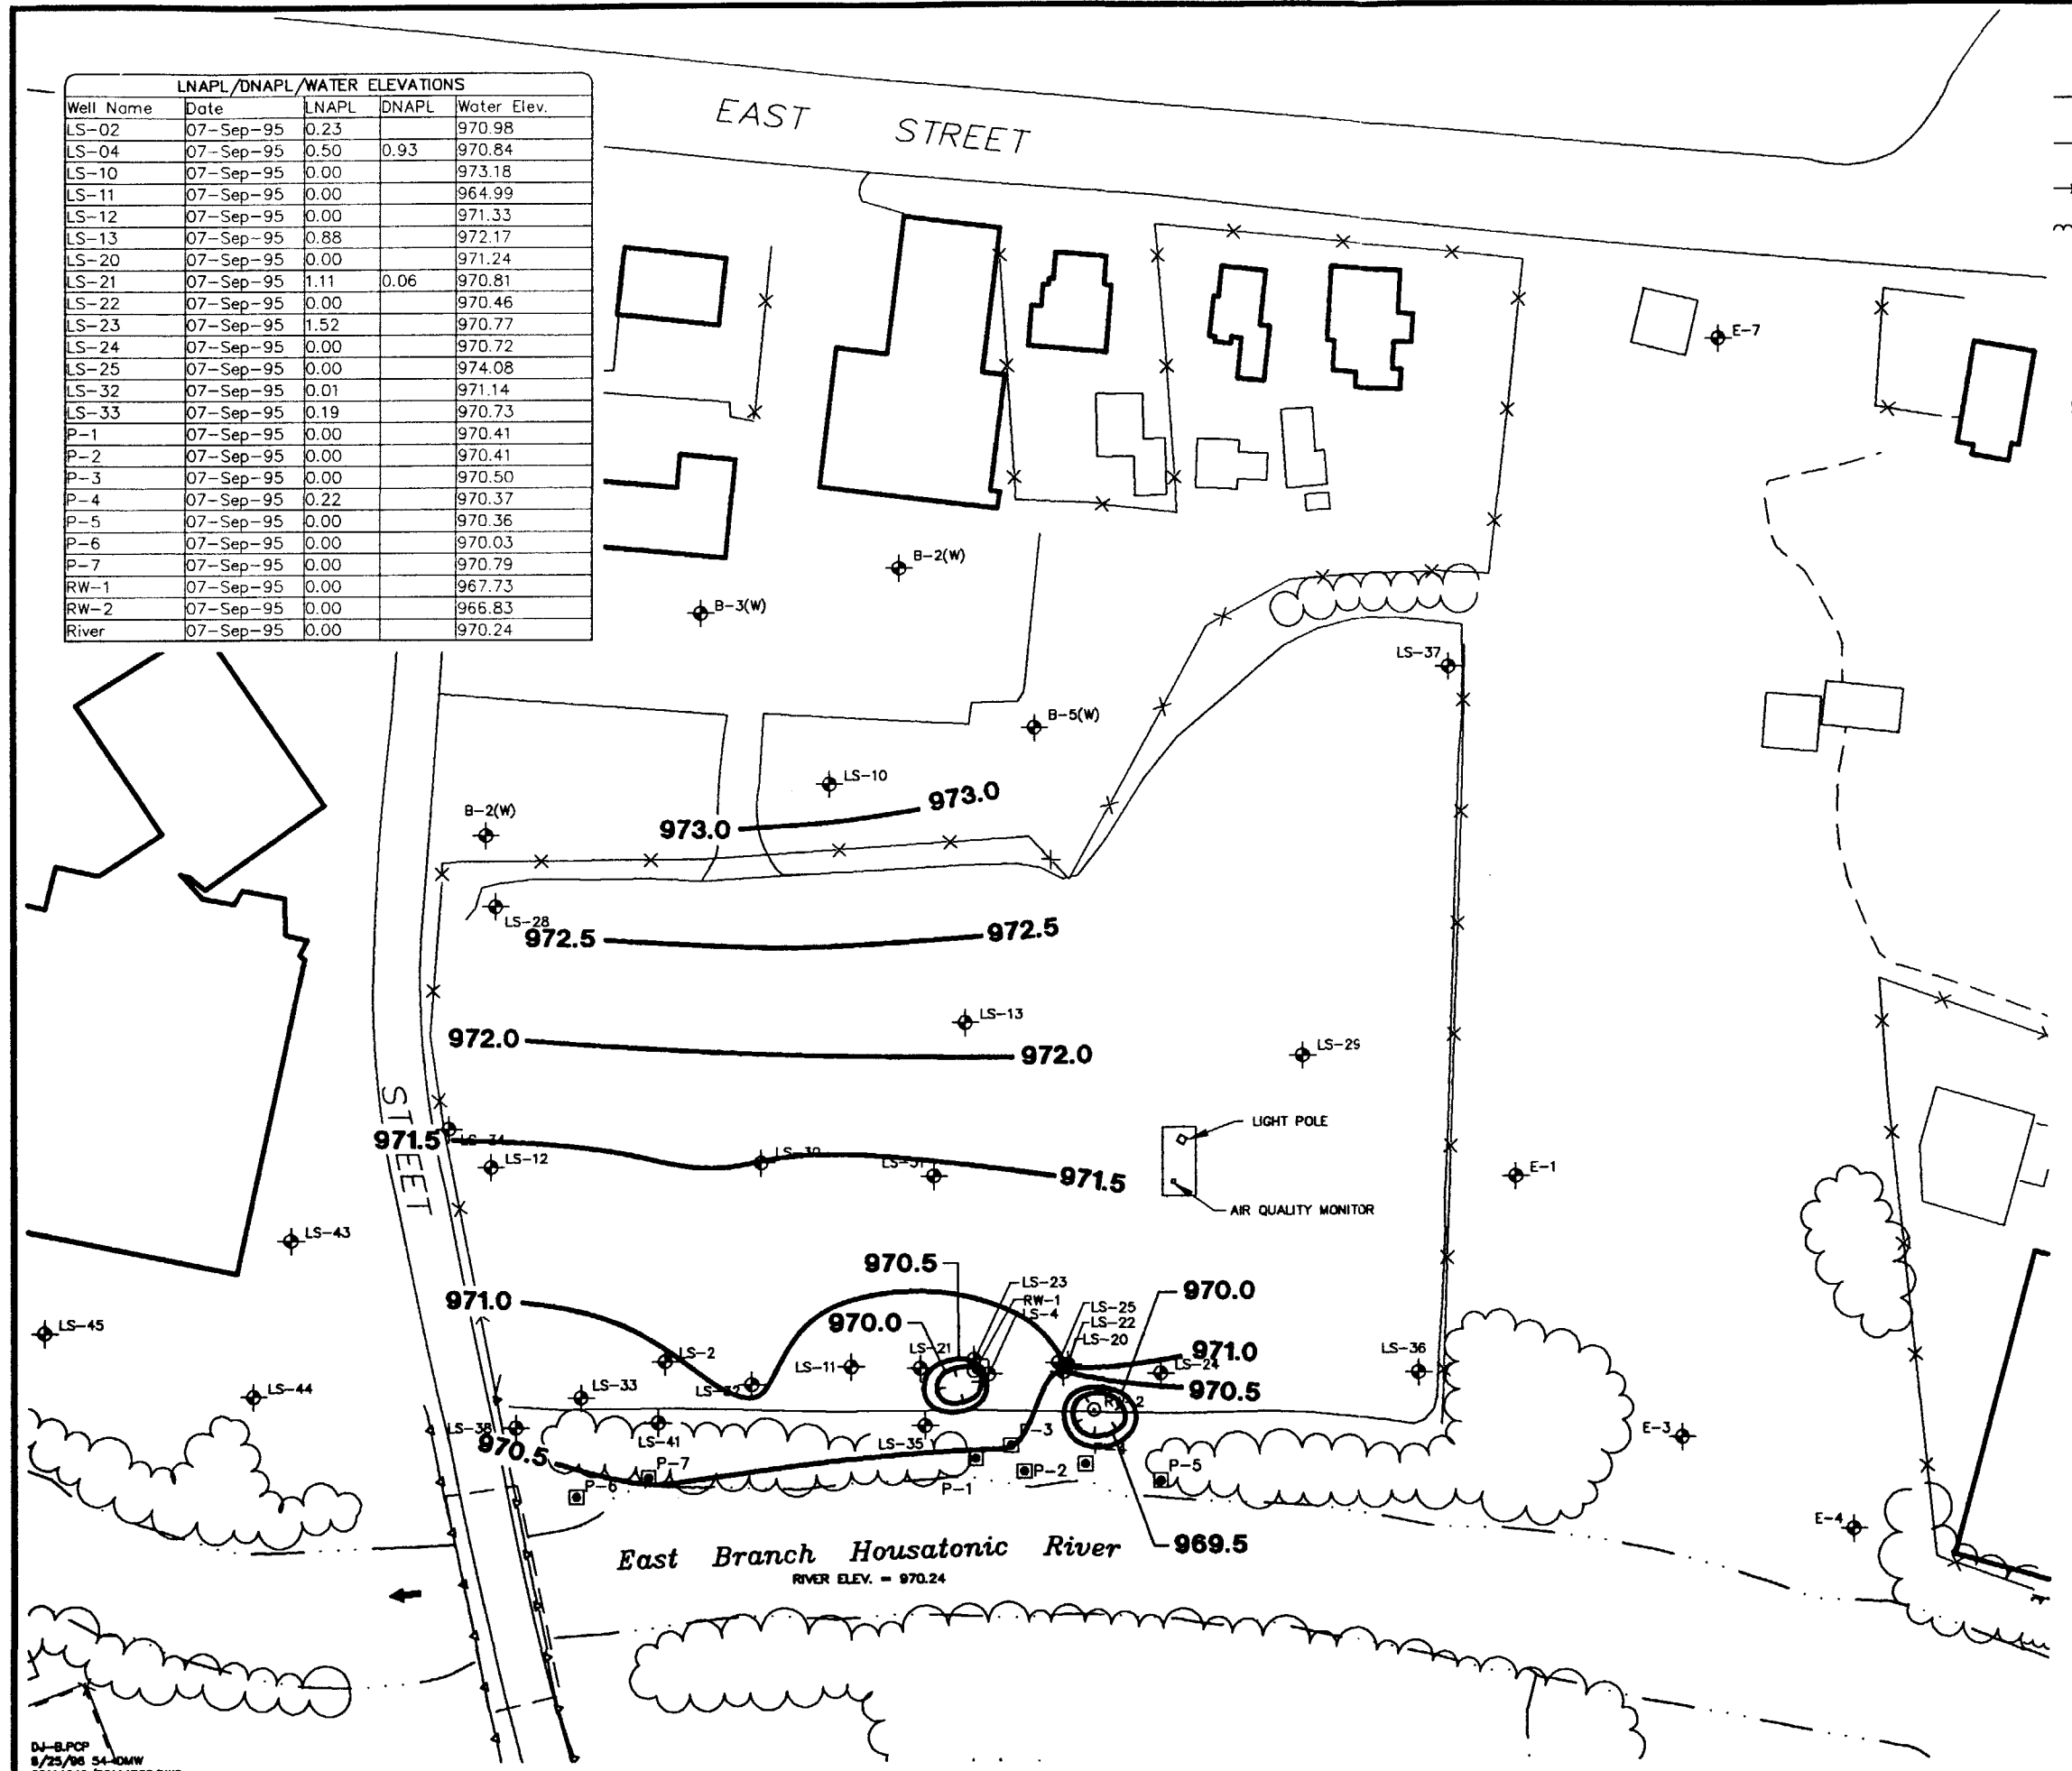 LNAPL/DNAPL/WATER ELEVATIONS
Well Name Date LNAPL DNAPL Water Elev.
LS-02 07-Sep-95 0.23 970.98
LS-04 07-Sep-95 0.50 0.93 970.84
LS-10 07-Sep-95 0.00 973.18
LS-11 07-Sep-95 0.00 964.99
LS-12 07-Sep-95 0.00 971.33
LS-13 07-Sep-95 0.88 972.17
LS-20 07-Sep-95 0.00 971.24
LS-21 07-Sep-95 1.11 0.06 970.81
LS-22 07-Sep-95 0.00 970.46
LS-23 07-Sep-95 1.52 970.77
LS-24 07-Sep-95 0.00 970.72
LS-25 07-Sep-95 0.00 974.08
LS-32 07-Sep-95 0.01 971.14
LS-33 07-Sep-95 0.19 970.73
P-1 07-Sep-95 0.00 970.41
P-2 07-Sep-95 0.00 970.41
P-3 07-Sep-95 0.00 970.50
P-4 07-Sep-95 0.22 970.37
P-5 07-Sep-95 0.00 970.36
P-6 07-Sep-95 0.00 970.03
P-7 07-Sep-95 0.00 970.79
RW-1 07-Sep-95 0.00 967.73
RW-2 07-Sep-95 0.00 966.83
River 07-Sep-95 0.00 970.24
EAST STREET
E-7
B-2(W)
B-3(W)
LS-37
B-5(W)
LS-10
973.0
973.0
B-2(W)
LS-28
972.5
972.5
LS-13
972.0
972.0
LS-29
STREET
LIGHT POLE
971.5
LS-12
LS-31
971.5
E-1
AIR QUALITY MONITOR
LS-43
970.5
LS-23
970.0
971.0
RW-1
LS-4
LS-25
970.0
LS-22
LS-45
LS-20
LS-2
LS-11
LS-21
971.0
LS-24
LS-36
970.5
LS-44
LS-33
LS-38
LS-41
LS-35
P-3
E-3
970.5
P-7
P-6
P-1
P-2
P-5
E-4
969.5
East Branch Housatonic River
RIVER ELEV. = 970.24
DJ-B.PCP